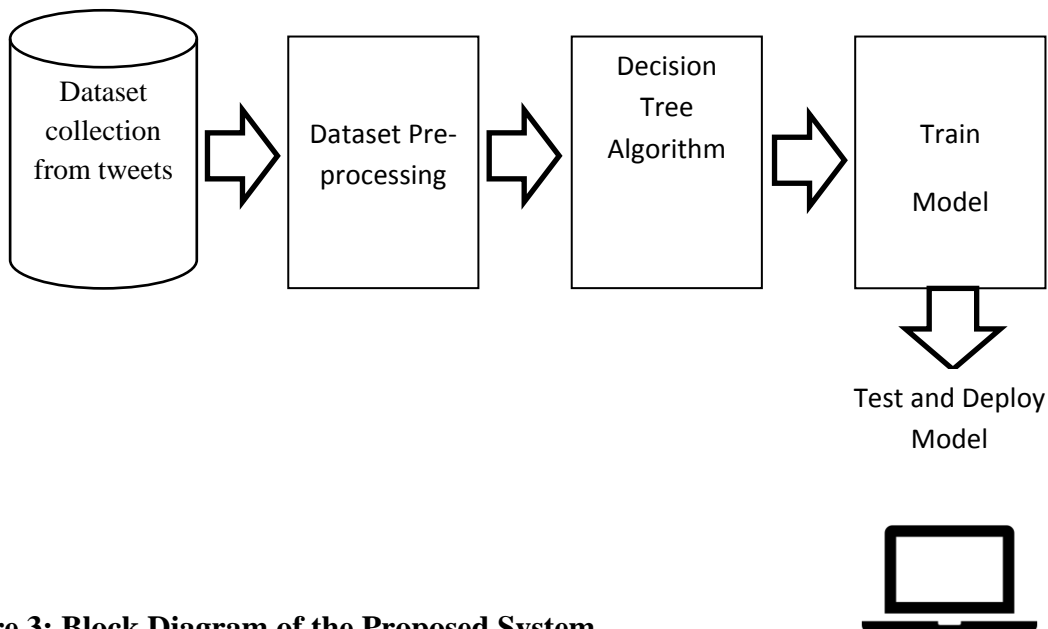 Dataset
collection
from tweets
Dataset Pre-
processing
Decision
Tree
Algorithm
Train
Model
Test and Deploy
Model
re 3: Block Diagram of the Proposed System